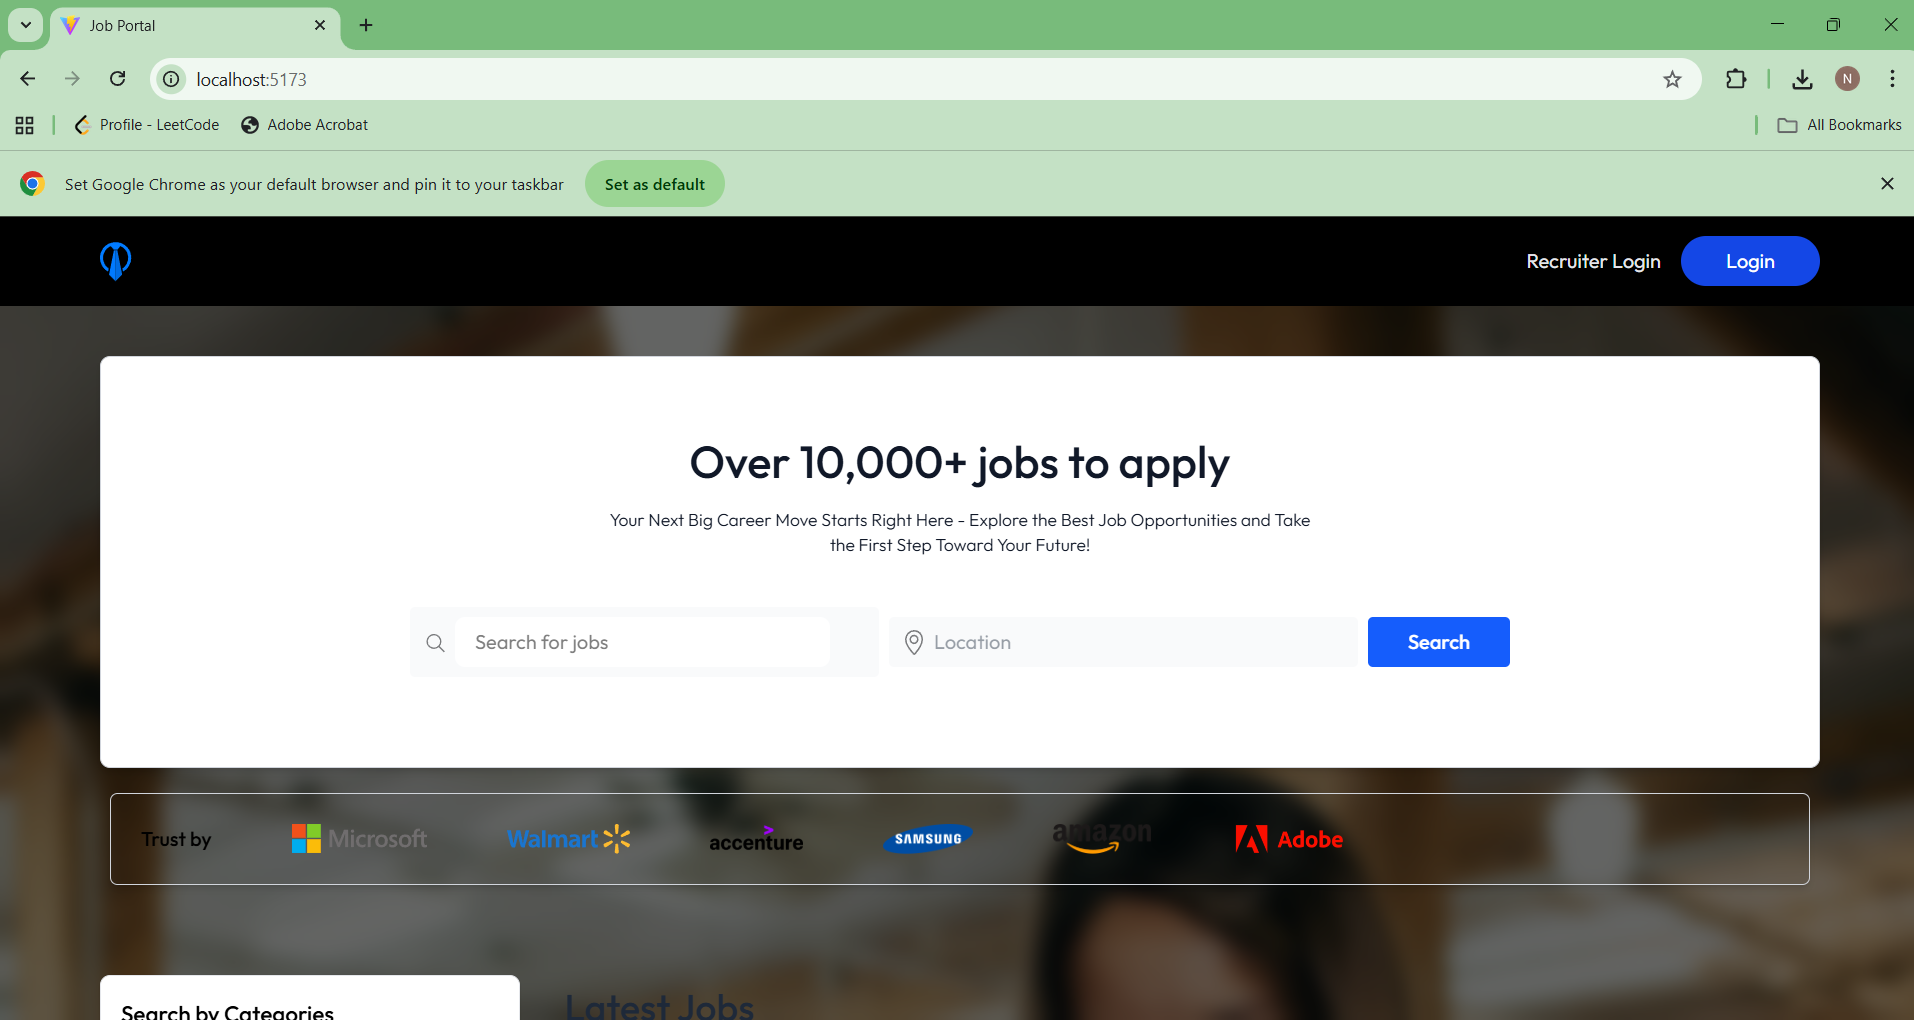 Job Portal
localhost:5173
N
Profile - LeetCode
Adobe Acrobat
All Bookmarks
Set Google Chrome as your default browser and pin it to your taskbar
Set as default
Recruiter Login
Login
Over 10,000+ jobs to apply
Your Next Big Career Move Starts Right Here - Explore the Best Job Opportunities and Take
the First Step Toward Your Future!
Search for jobs
Location
Search
Trust by
Microsoft
Walmart
accenture
SAMSUNG
amazon
Adobe
Search by Categories
Latest Jobs